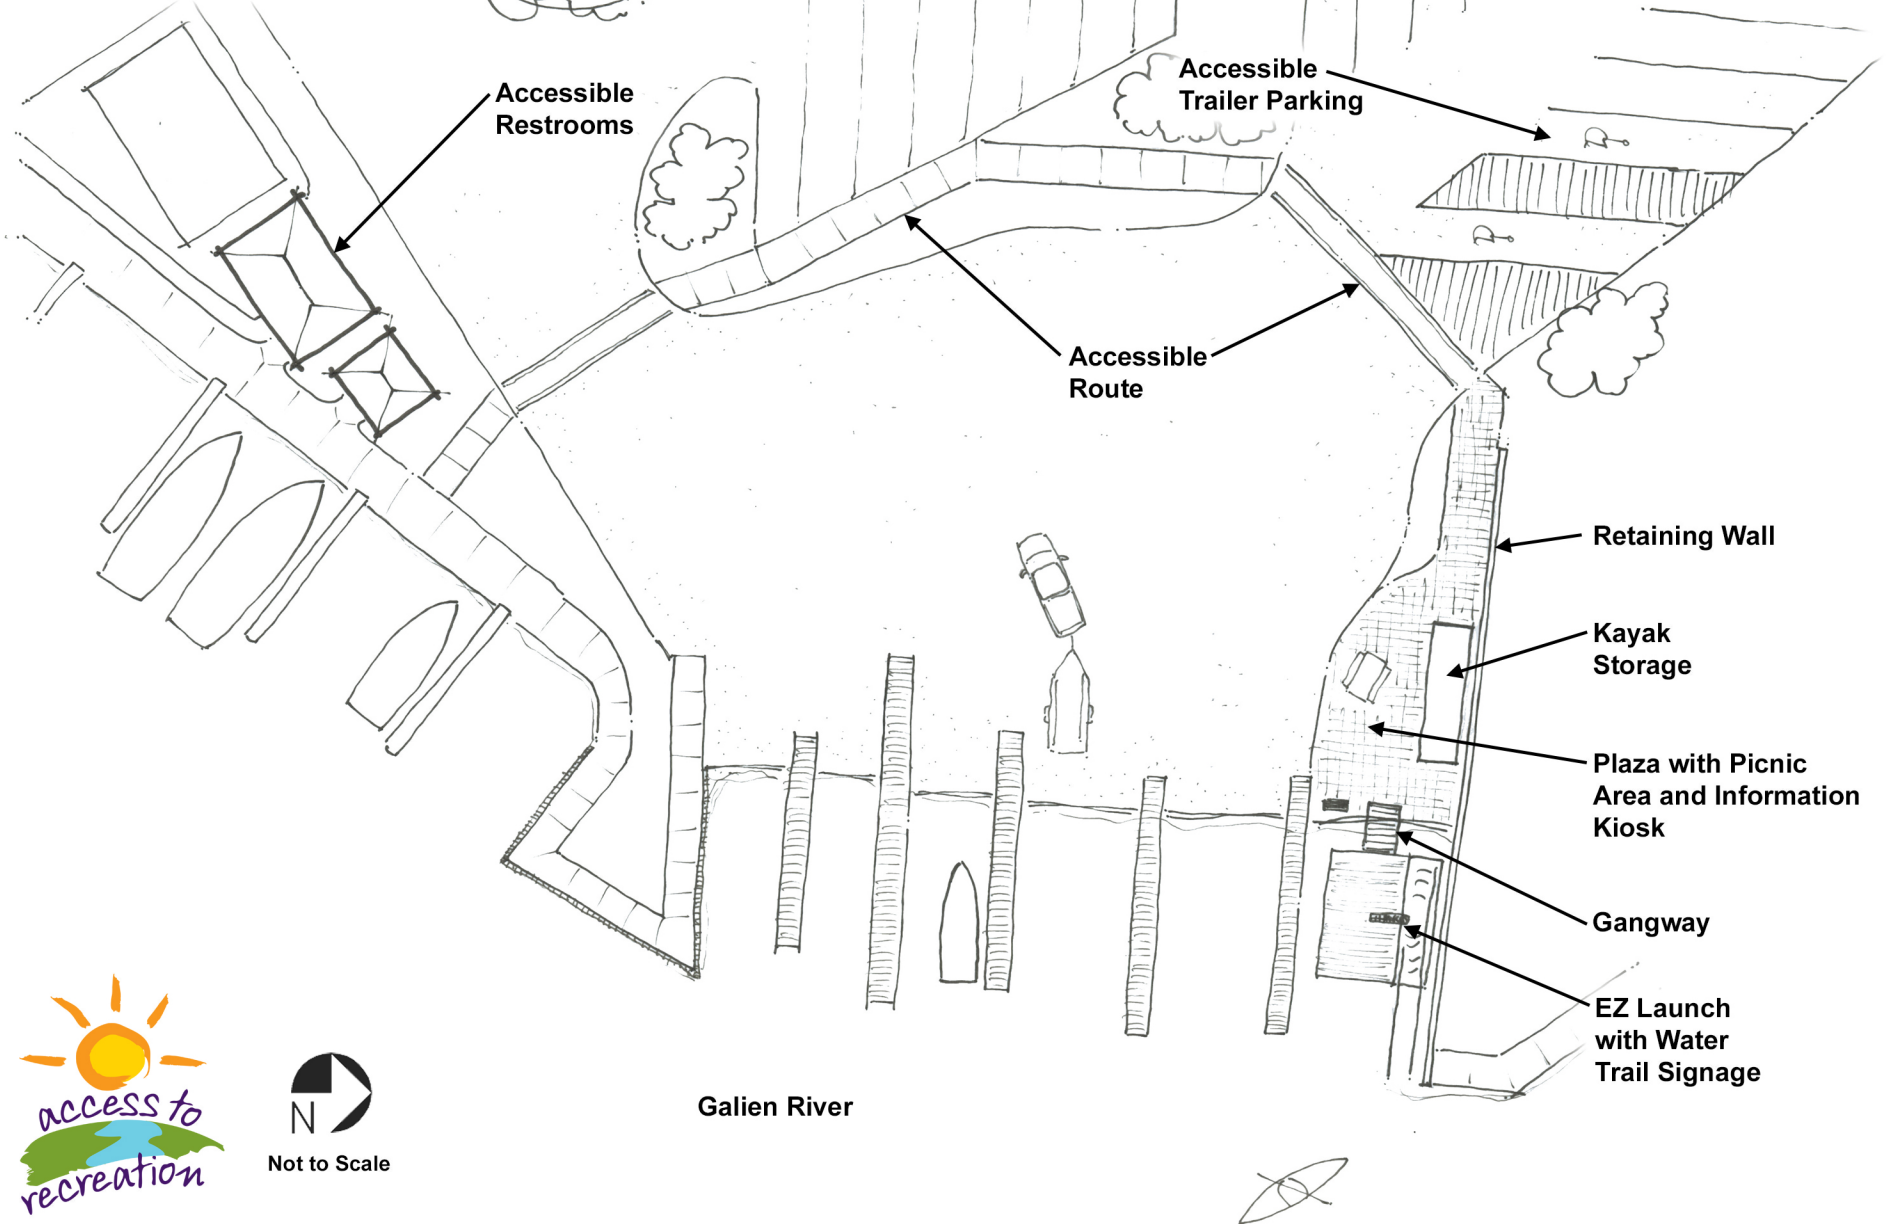 Accessible
Restrooms
Accessible
Trailer Parking
Accessible
Route
Retaining Wall
Kayak
Storage
Plaza with Picnic
Area and Information
Kiosk
Gangway
EZ Launch
with Water
Trail Signage
Galien River
access to
recreation
N
Not to Scale